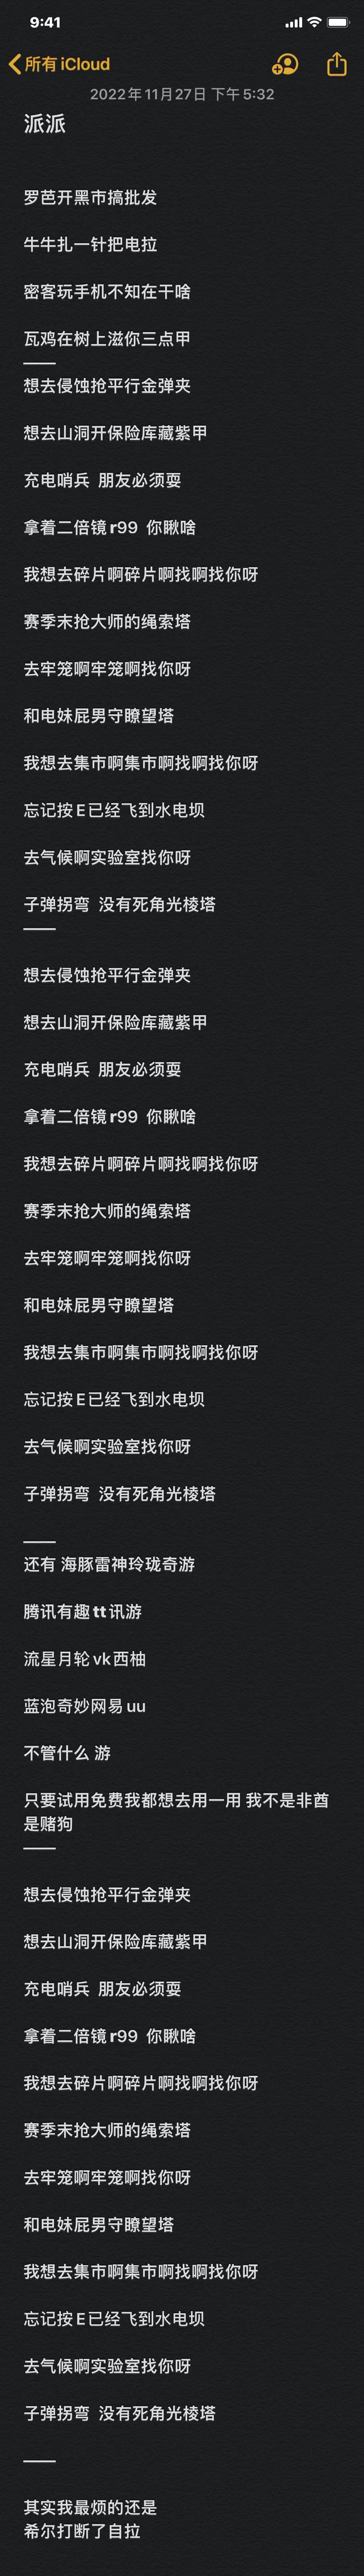 9:41
所有 iCloud
2022年11月27日 下午5:32
派派
罗芭开黑市搞批发
牛牛扎一针把电拉
密客玩手机不知在干啥
瓦鸡在树上滋你三点甲
——
想去侵蚀抢平行金弹夹
想去山洞开保险库藏紫甲
充电哨兵 朋友必须耍
拿着二倍镜r99 你瞅啥
我想去碎片啊碎片啊找啊找你呀
赛季末抢大师的绳索塔
去牢笼啊牢笼啊找你呀
和电妹屁男守瞭望塔
我想去集市啊集市啊找啊找你呀
忘记按E已经飞到水电坝
去气候啊实验室找你呀
子弹拐弯 没有死角光棱塔
——
想去侵蚀抢平行金弹夹
想去山洞开保险库藏紫甲
充电哨兵 朋友必须耍
拿着二倍镜r99 你瞅啥
我想去碎片啊碎片啊找啊找你呀
赛季末抢大师的绳索塔
去牢笼啊牢笼啊找你呀
和电妹屁男守瞭望塔
我想去集市啊集市啊找啊找你呀
忘记按E已经飞到水电坝
去气候啊实验室找你呀
子弹拐弯 没有死角光棱塔
——
还有 海豚雷神玲珑奇游
腾讯有趣tt讯游
流星月轮vk西柚
蓝泡奇妙网易uu
不管什么 游
只要试用免费我都想去用一用 我不是非酋
是赌狗
——
想去侵蚀抢平行金弹夹
想去山洞开保险库藏紫甲
充电哨兵 朋友必须耍
拿着二倍镜r99 你瞅啥
我想去碎片啊碎片啊找啊找你呀
赛季末抢大师的绳索塔
去牢笼啊牢笼啊找你呀
和电妹屁男守瞭望塔
我想去集市啊集市啊找啊找你呀
忘记按E已经飞到水电坝
去气候啊实验室找你呀
子弹拐弯 没有死角光棱塔
——
其实我最烦的还是
希尔打断了自拉